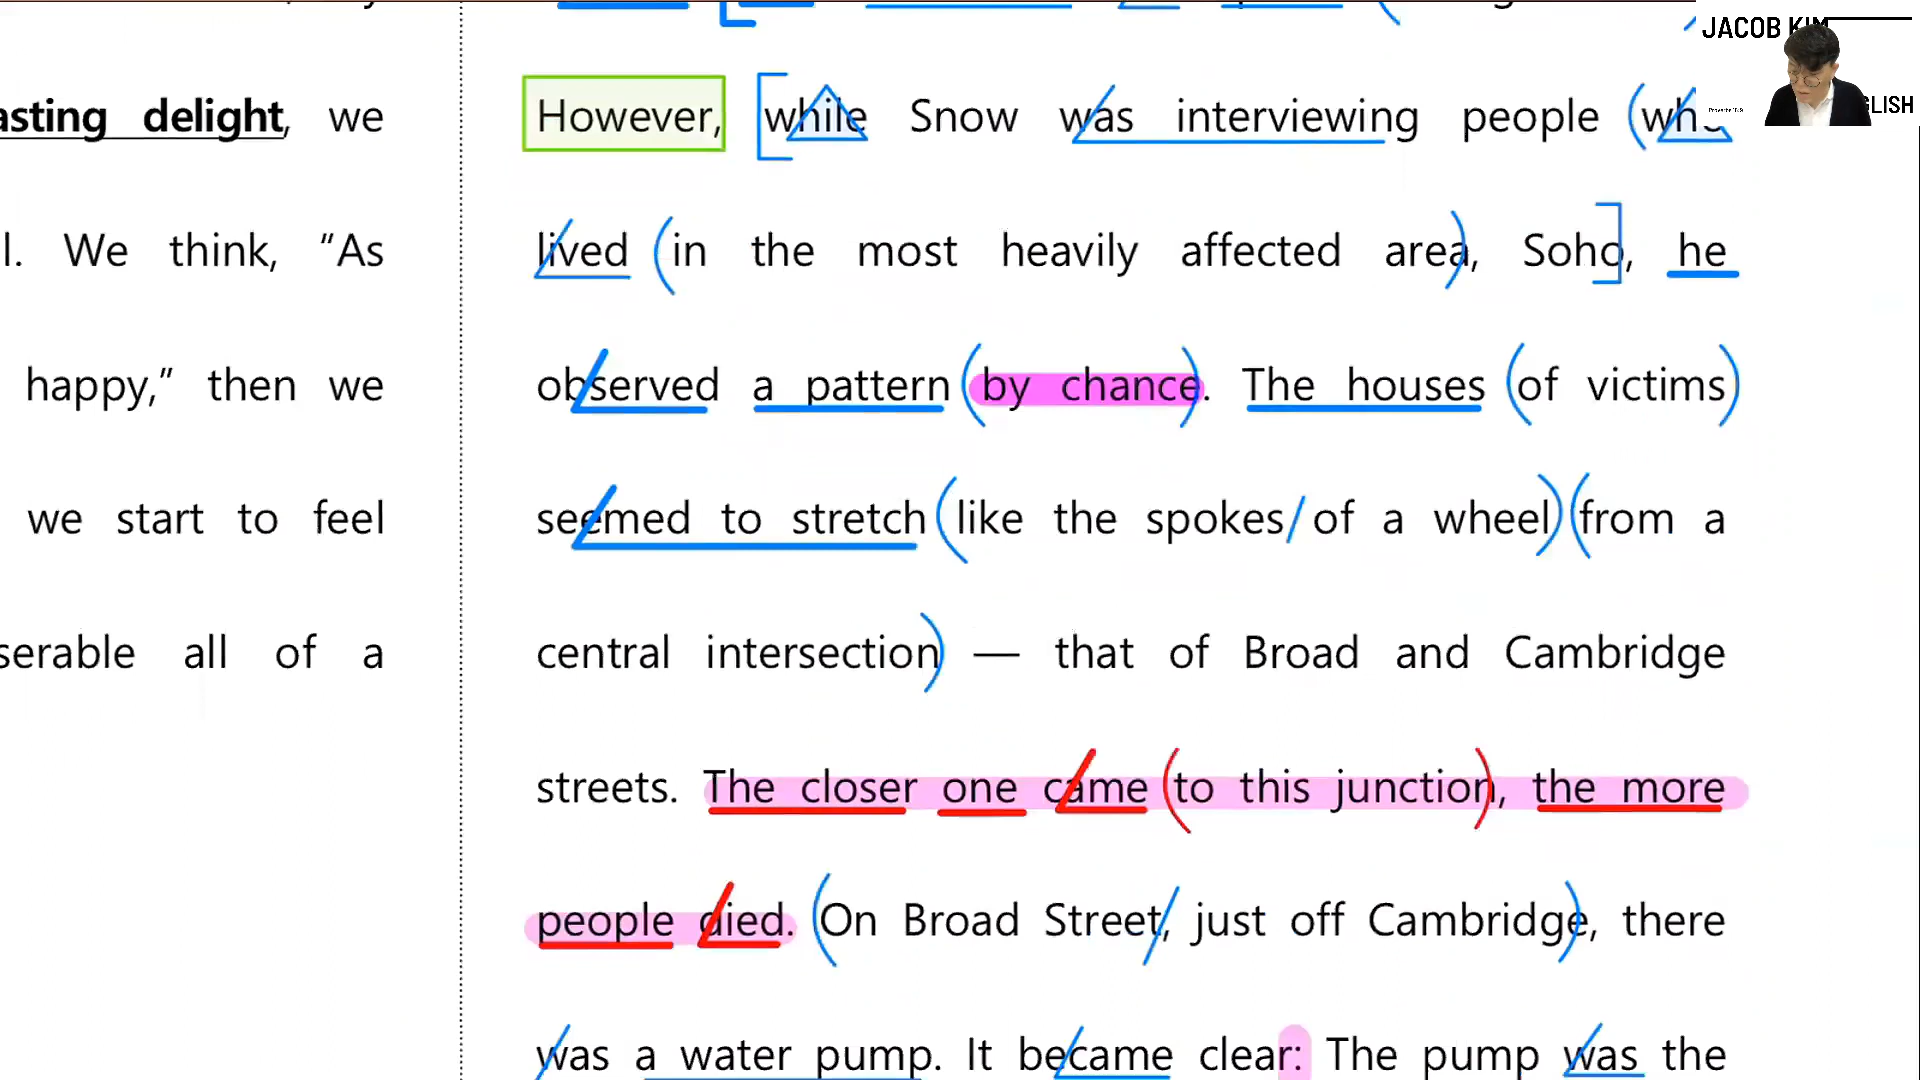 JACOB KIM
GLISH
asting delight, we
l. We think, “As
happy,” then we
we start to feel
serable all of a
However, while Snow was interviewing people (who
lived (in the most heavily affected area), Soho, he
observed a pattern (by chance). The houses (of victims)
seemed to stretch (like the spokes/of a wheel)(from a
central intersection) — that of Broad and Cambridge
streets. The closer one came (to this junction), the more
people died. (On Broad Street,/ just off Cambridge), there
was a water pump. It became clear: The pump was the